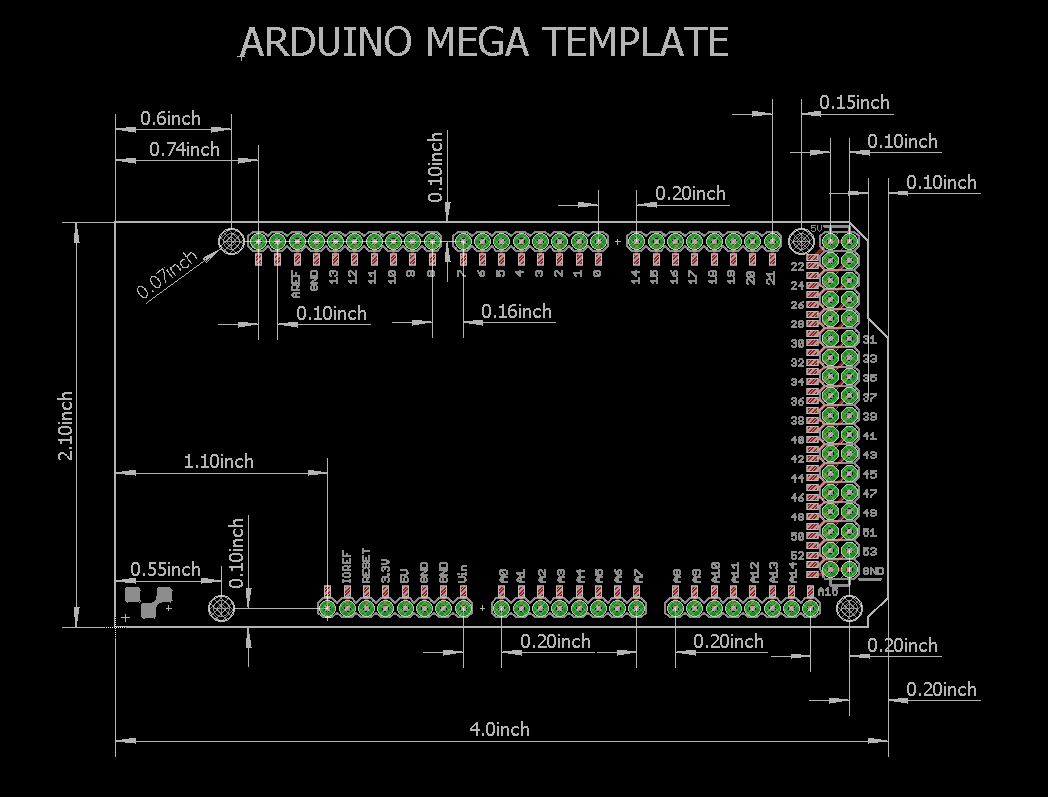 ARDUINO MEGA TEMPLATE
0.15inch
0.6inch
0.10inch
0.74inch
0.10inch
0.10inch
0.20inch
5V
0.07inch
AREF
GND
13
12
11
10
9
8
7
6
5
4
3
2
1
0
14
15
16
17
18
19
20
21
0.10inch
0.16inch
22
24
26
28
30
32
34
36
38
40
42
44
46
48
50
52
31
33
35
37
39
41
43
45
47
49
51
53
GND
2.10inch
1.10inch
0.55inch
0.10inch
IOREF
RESET
3.3V
5V
GND
GND
Vin
A0
A1
A2
A3
A4
A5
A6
A7
A8
A9
A10
A11
A12
A13
A14
A15
0.20inch
0.20inch
0.20inch
0.20inch
4.0inch